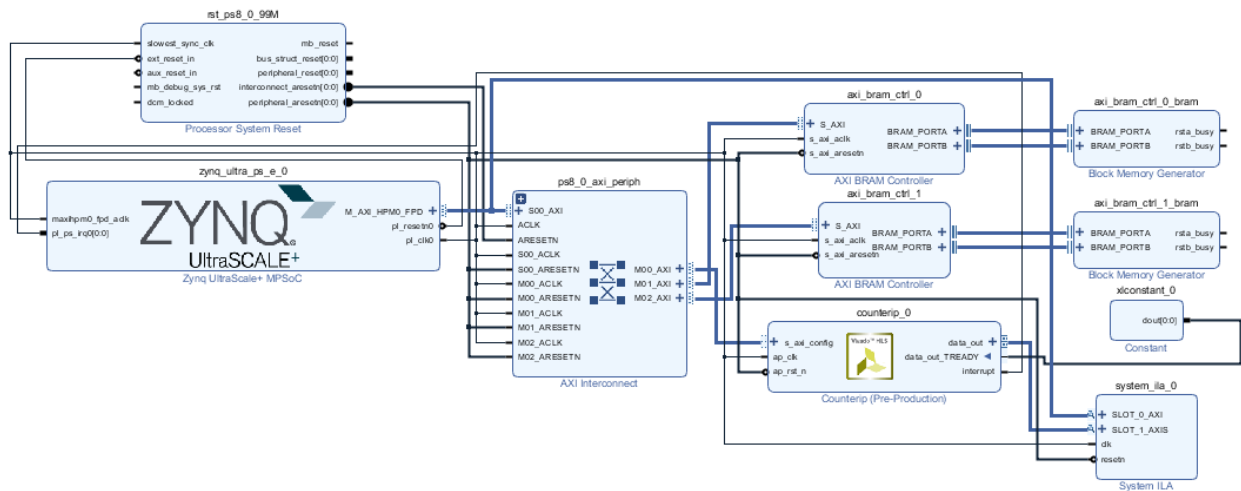 rst_ps8_0_99M
slowest_sync_clk
mb_reset
ext_reset_in
bus_struct_reset[0:0]
aux_reset_in
peripheral_reset[0:0]
mb_debug_sys_rst
interconnect_aresetn[0:0]
dcm_locked
peripheral_aresetn[0:0]
Processor System Reset
zynq_ultra_ps_e_0
maxihpm0_fpd_aclk
pl_ps_irq0[0:0]
ZYNQ
UltraSCALE+
M_AXI_HPM0_FPD
pl_resetn0
pl_clk0
Zynq UltraScale+ MPSoC
ps8_0_axi_periph
S00_AXI
ACLK
ARESETN
S00_ACLK
S00_ARESETN
M00_ACLK
M00_ARESETN
M01_ACLK
M01_ARESETN
M02_ACLK
M02_ARESETN
M00_AXI
M01_AXI
M02_AXI
AXI Interconnect
axi_bram_ctrl_0
S_AXI
s_axi_aclk
s_axi_aresetn
BRAM_PORTA
BRAM_PORTB
AXI BRAM Controller
axi_bram_ctrl_0_bram
BRAM_PORTA
BRAM_PORTB
rsta_busy
rstb_busy
Block Memory Generator
axi_bram_ctrl_1
S_AXI
s_axi_aclk
s_axi_aresetn
BRAM_PORTA
BRAM_PORTB
AXI BRAM Controller
axi_bram_ctrl_1_bram
BRAM_PORTA
BRAM_PORTB
rsta_busy
rstb_busy
Block Memory Generator
xlconstant_0
dout[0:0]
Constant
counterip_0
s_axi_config
ap_clk
ap_rst_n
Vivado™ HLS
data_out
data_out_TREADY
interrupt
Counterip (Pre-Production)
system_ila_0
SLOT_0_AXI
SLOT_1_AXIS
clk
resetn
System ILA